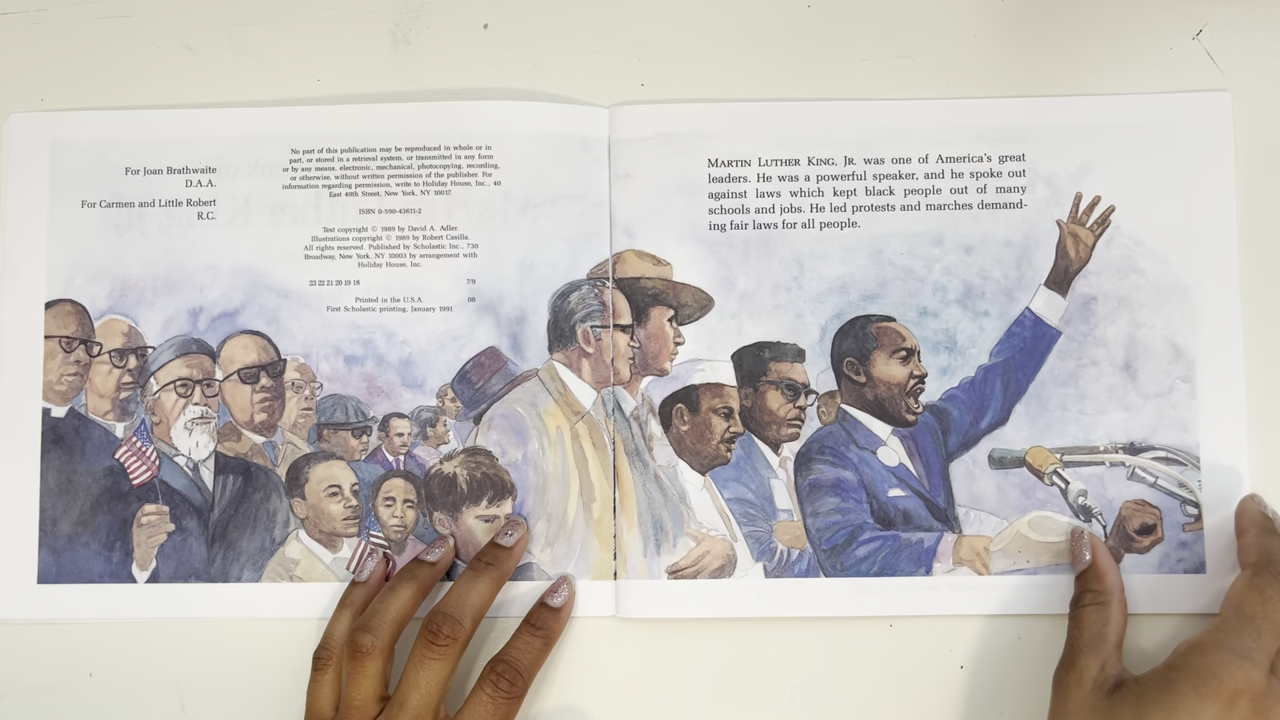 For Joan Brathwaite
D.A.A.
For Carmen and Little Robert
R.C.
No part of this publication may be reproduced in whole or in
part, or stored in a retrieval system, or transmitted in any form
or by any means, electronic, mechanical, photocopying, recording,
or otherwise, without written permission of the publisher. For
information regarding permission, write to Holiday House, Inc., 40
East 49th Street, New York, NY 10017.
ISBN 0-590-43611-2
Text copyright © 1989 by David A. Adler.
Illustrations copyright © 1989 by Robert Casilla.
All rights reserved. Published by Scholastic Inc., 730
Broadway, New York, NY 10003 by arrangement with
Holiday House, Inc.
23 22 21 20 19 18 7/9
Printed in the U.S.A. 08
First Scholastic printing, January 1991
MARTIN LUTHER KING, JR. was one of America's great
leaders. He was a powerful speaker, and he spoke out
against laws which kept black people out of many
schools and jobs. He led protests and marches demand-
ing fair laws for all people.